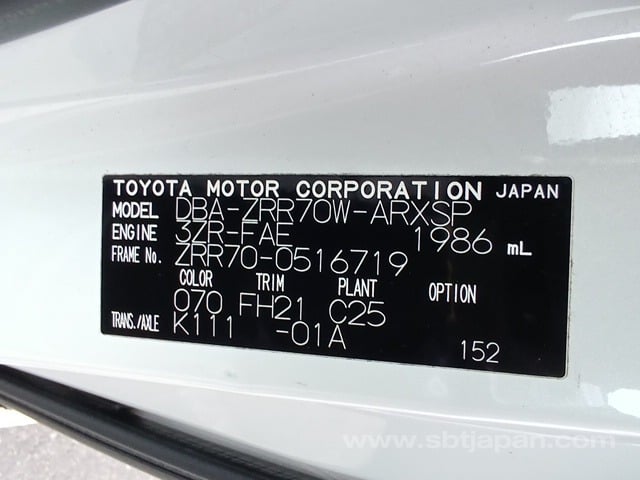 TOYOTA MOTOR CORPORATION JAPAN
MODEL DBA-ZRR70W-ARXSP
ENGINE 3ZR-FAE 1986 mL
FRAME No. ZRR70-0516719
COLOR TRIM PLANT OPTION
070 FH21 C25
TRANS./AXLE K111 -01A
152
www.sbtjapan.com